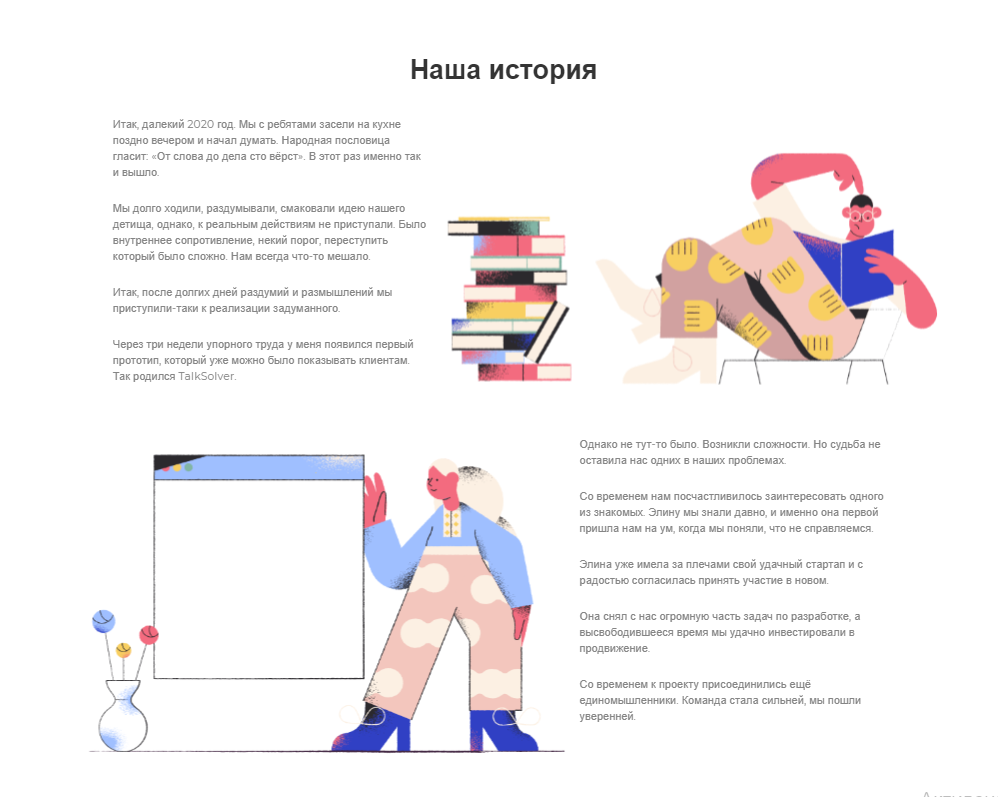 Наша история
Итак, далекий 2020 год. Мы с ребятами засели на кухне
поздно вечером и начал думать. Народная пословица
гласит: «От слова до дела сто вёрст». В этот раз именно так
и вышло.
Мы долго ходили, раздумывали, смаковали идею нашего
детища, однако, к реальным действиям не приступали. Было
внутреннее сопротивление, некий порог, переступить
который было сложно. Нам всегда что-то мешало.
Итак, после долгих дней раздумий и размышлений мы
приступили-таки к реализации задуманного.
Через три недели упорного труда у меня появился первый
прототип, который уже можно было показывать клиентам.
Так родился TalkSolver.
Однако не тут-то было. Возникли сложности. Но судьба не
оставила нас одних в наших проблемах.
Со временем нам посчастливилось заинтересовать одного
из знакомых. Элину мы знали давно, и именно она первой
пришла нам на ум, когда мы поняли, что не справляемся.
Элина уже имела за плечами свой удачный стартап и с
радостью согласилась принять участие в новом.
Она снял с нас огромную часть задач по разработке, а
высвободившееся время мы удачно инвестировали в
продвижение.
Со временем к проекту присоединились ещё
единомышленники. Команда стала сильней, мы пошли
уверенней.